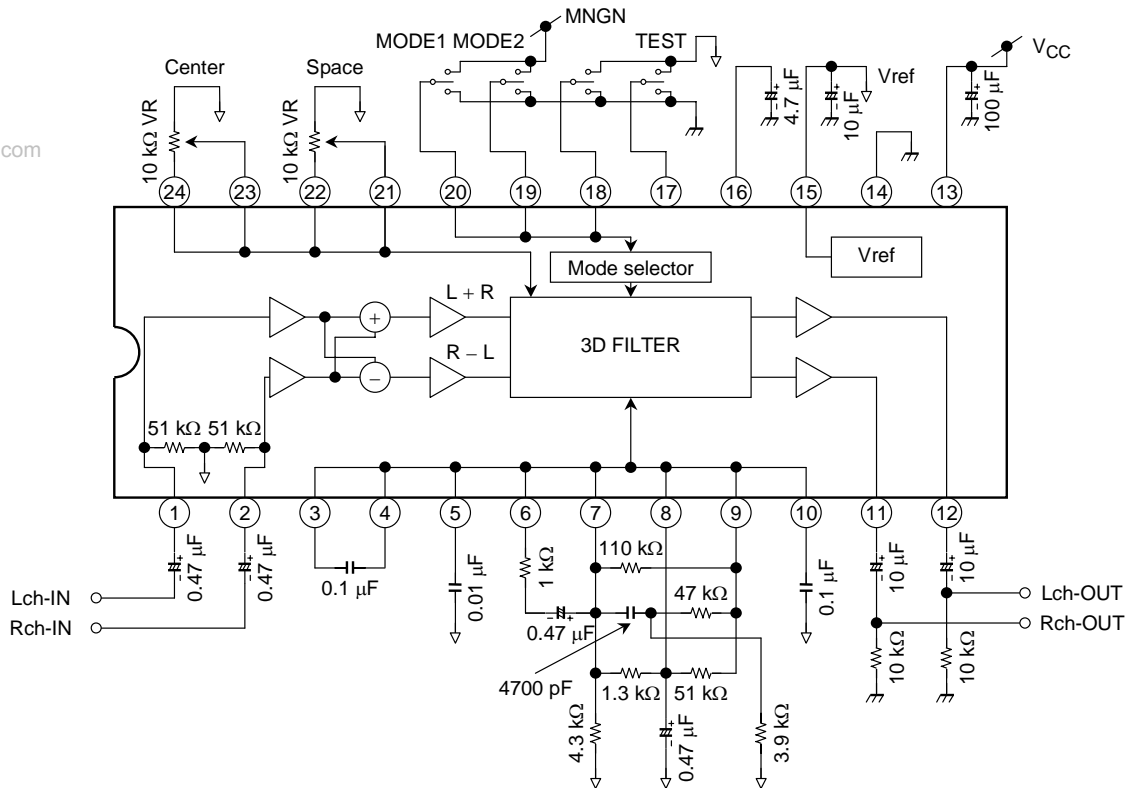 MNGN
MODE1 MODE2
TEST
VCC
Center
Space
Vref
4.7 µF
10 µF
100 µF
com
10 kΩ VR
10 kΩ VR
24
23
22
21
20
19
18
17
16
15
14
13
Mode selector
Vref
L + R
+
3D FILTER
R − L
−
51 kΩ
51 kΩ
1
2
3
4
5
6
7
8
9
10
11
12
0.47 µF
0.47 µF
0.1 µF
0.01 µF
1 kΩ
110 kΩ
47 kΩ
0.1 µF
10 µF
10 µF
Lch-IN
Rch-IN
Lch-OUT
Rch-OUT
0.47 µF
4700 pF
1.3 kΩ
51 kΩ
10 kΩ
10 kΩ
4.3 kΩ
0.47 µF
3.9 kΩ